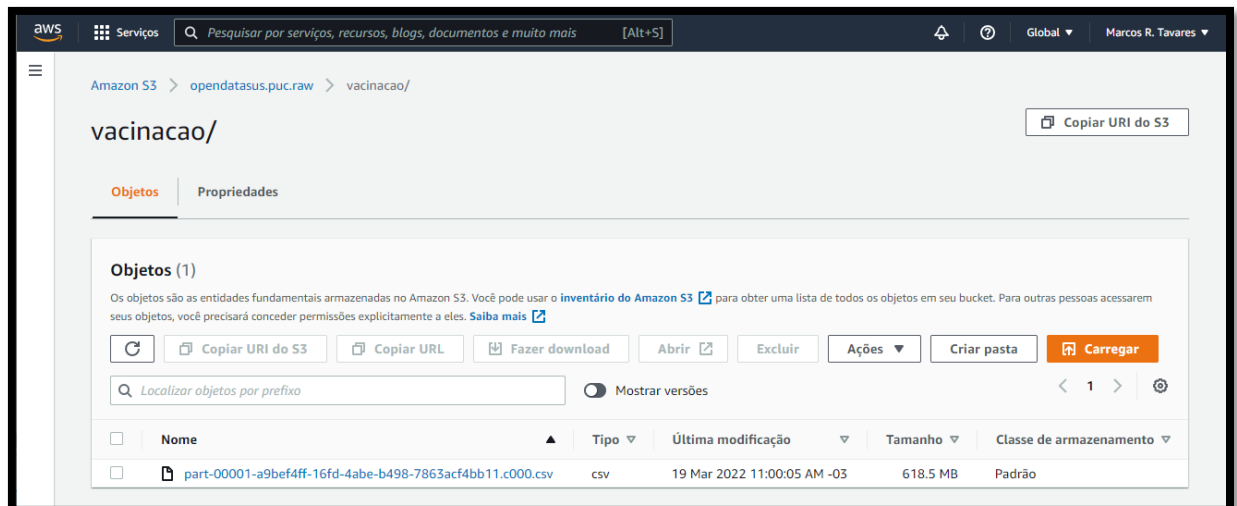 aws Serviços Pesquisar por serviços, recursos, blogs, documentos e muito mais [Alt+S] Global Marcos R. Tavares
Amazon S3 > opendatasus.puc.raw > vacinacao/
vacinacao/
Copiar URI do S3
Objetos Propriedades
Objetos (1)
Os objetos são as entidades fundamentais armazenadas no Amazon S3. Você pode usar o inventário do Amazon S3 para obter uma lista de todos os objetos em seu bucket. Para outras pessoas acessarem
seus objetos, você precisará conceder permissões explicitamente a eles. Saiba mais
Copiar URI do S3 Copiar URL Fazer download Abrir Excluir Ações Criar pasta Carregar
Localizar objetos por prefixo Mostrar versões < 1 >
Nome Tipo Última modificação Tamanho Classe de armazenamento
part-00001-a9bef4ff-16fd-4abe-b498-7863acf4bb11.c000.csv csv 19 Mar 2022 11:00:05 AM -03 618.5 MB Padrão